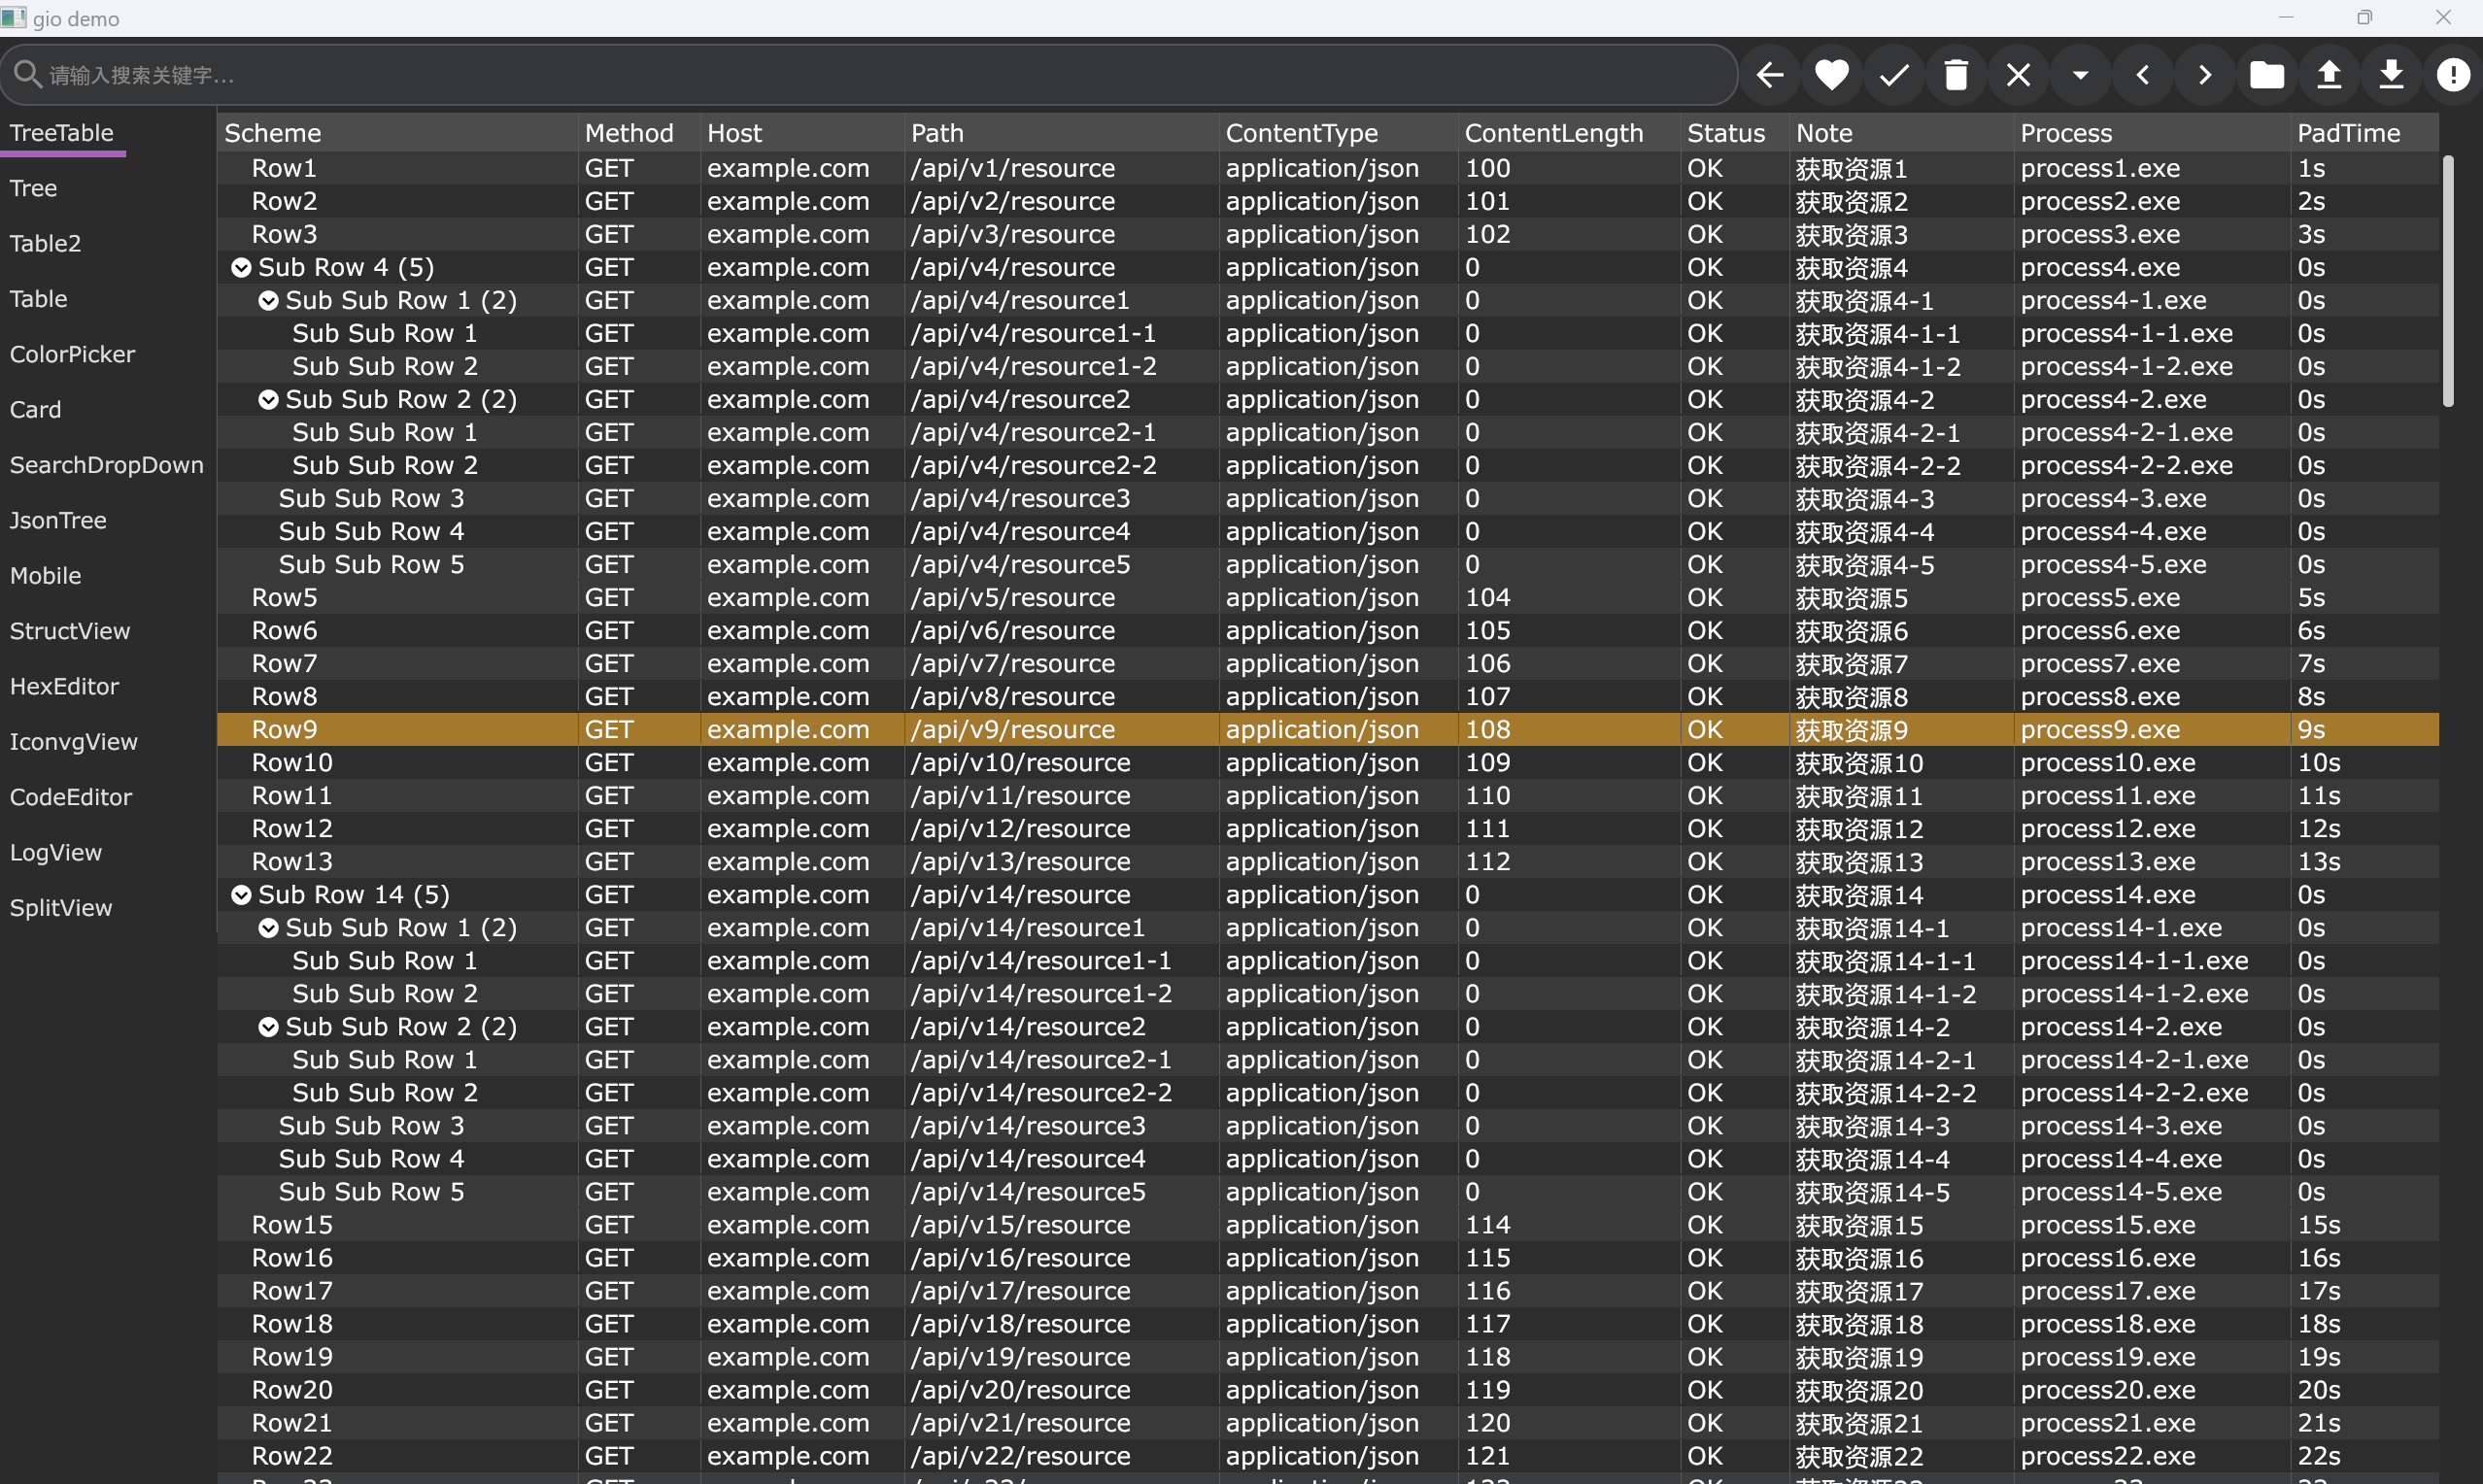 gio demo
请输入搜索关键字...
TreeTable
Tree
Table2
Table
ColorPicker
Card
SearchDropDown
JsonTree
Mobile
StructView
HexEditor
IconvgView
CodeEditor
LogView
SplitView
Scheme Method Host Path ContentType ContentLength Status Note Process PadTime
Row1 GET example.com /api/v1/resource application/json 100 OK 获取资源1 process1.exe 1s
Row2 GET example.com /api/v2/resource application/json 101 OK 获取资源2 process2.exe 2s
Row3 GET example.com /api/v3/resource application/json 102 OK 获取资源3 process3.exe 3s
Sub Row 4 (5) GET example.com /api/v4/resource application/json 0 OK 获取资源4 process4.exe 0s
Sub Sub Row 1 (2) GET example.com /api/v4/resource1 application/json 0 OK 获取资源4-1 process4-1.exe 0s
Sub Sub Row 1 GET example.com /api/v4/resource1-1 application/json 0 OK 获取资源4-1-1 process4-1-1.exe 0s
Sub Sub Row 2 GET example.com /api/v4/resource1-2 application/json 0 OK 获取资源4-1-2 process4-1-2.exe 0s
Sub Sub Row 2 (2) GET example.com /api/v4/resource2 application/json 0 OK 获取资源4-2 process4-2.exe 0s
Sub Sub Row 1 GET example.com /api/v4/resource2-1 application/json 0 OK 获取资源4-2-1 process4-2-1.exe 0s
Sub Sub Row 2 GET example.com /api/v4/resource2-2 application/json 0 OK 获取资源4-2-2 process4-2-2.exe 0s
Sub Sub Row 3 GET example.com /api/v4/resource3 application/json 0 OK 获取资源4-3 process4-3.exe 0s
Sub Sub Row 4 GET example.com /api/v4/resource4 application/json 0 OK 获取资源4-4 process4-4.exe 0s
Sub Sub Row 5 GET example.com /api/v4/resource5 application/json 0 OK 获取资源4-5 process4-5.exe 0s
Row5 GET example.com /api/v5/resource application/json 104 OK 获取资源5 process5.exe 5s
Row6 GET example.com /api/v6/resource application/json 105 OK 获取资源6 process6.exe 6s
Row7 GET example.com /api/v7/resource application/json 106 OK 获取资源7 process7.exe 7s
Row8 GET example.com /api/v8/resource application/json 107 OK 获取资源8 process8.exe 8s
Row9 GET example.com /api/v9/resource application/json 108 OK 获取资源9 process9.exe 9s
Row10 GET example.com /api/v10/resource application/json 109 OK 获取资源10 process10.exe 10s
Row11 GET example.com /api/v11/resource application/json 110 OK 获取资源11 process11.exe 11s
Row12 GET example.com /api/v12/resource application/json 111 OK 获取资源12 process12.exe 12s
Row13 GET example.com /api/v13/resource application/json 112 OK 获取资源13 process13.exe 13s
Sub Row 14 (5) GET example.com /api/v14/resource application/json 0 OK 获取资源14 process14.exe 0s
Sub Sub Row 1 (2) GET example.com /api/v14/resource1 application/json 0 OK 获取资源14-1 process14-1.exe 0s
Sub Sub Row 1 GET example.com /api/v14/resource1-1 application/json 0 OK 获取资源14-1-1 process14-1-1.exe 0s
Sub Sub Row 2 GET example.com /api/v14/resource1-2 application/json 0 OK 获取资源14-1-2 process14-1-2.exe 0s
Sub Sub Row 2 (2) GET example.com /api/v14/resource2 application/json 0 OK 获取资源14-2 process14-2.exe 0s
Sub Sub Row 1 GET example.com /api/v14/resource2-1 application/json 0 OK 获取资源14-2-1 process14-2-1.exe 0s
Sub Sub Row 2 GET example.com /api/v14/resource2-2 application/json 0 OK 获取资源14-2-2 process14-2-2.exe 0s
Sub Sub Row 3 GET example.com /api/v14/resource3 application/json 0 OK 获取资源14-3 process14-3.exe 0s
Sub Sub Row 4 GET example.com /api/v14/resource4 application/json 0 OK 获取资源14-4 process14-4.exe 0s
Sub Sub Row 5 GET example.com /api/v14/resource5 application/json 0 OK 获取资源14-5 process14-5.exe 0s
Row15 GET example.com /api/v15/resource application/json 114 OK 获取资源15 process15.exe 15s
Row16 GET example.com /api/v16/resource application/json 115 OK 获取资源16 process16.exe 16s
Row17 GET example.com /api/v17/resource application/json 116 OK 获取资源17 process17.exe 17s
Row18 GET example.com /api/v18/resource application/json 117 OK 获取资源18 process18.exe 18s
Row19 GET example.com /api/v19/resource application/json 118 OK 获取资源19 process19.exe 19s
Row20 GET example.com /api/v20/resource application/json 119 OK 获取资源20 process20.exe 20s
Row21 GET example.com /api/v21/resource application/json 120 OK 获取资源21 process21.exe 21s
Row22 GET example.com /api/v22/resource application/json 121 OK 获取资源22 process22.exe 22s